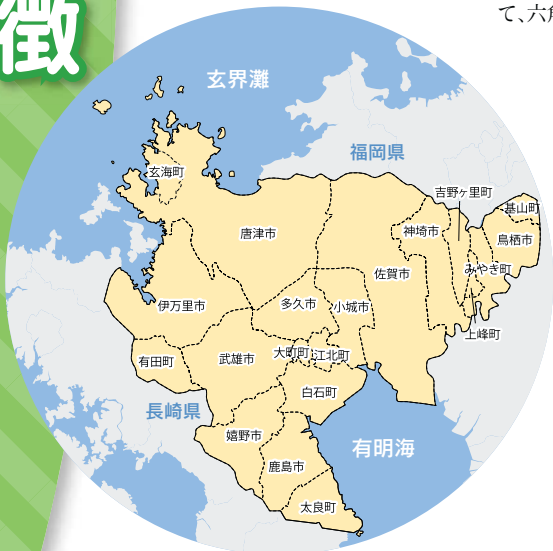 徴
て、六角
玄界灘
福岡県
吉野ヶ里町
基山町
玄海町
神埼市
鳥栖市
唐津市
佐賀市
みやき町
伊万里市
多久市
小城市
上峰町
有田町
武雄市
大町町
江北町
白石町
長崎県
嬉野市
有明海
鹿島市
太良町